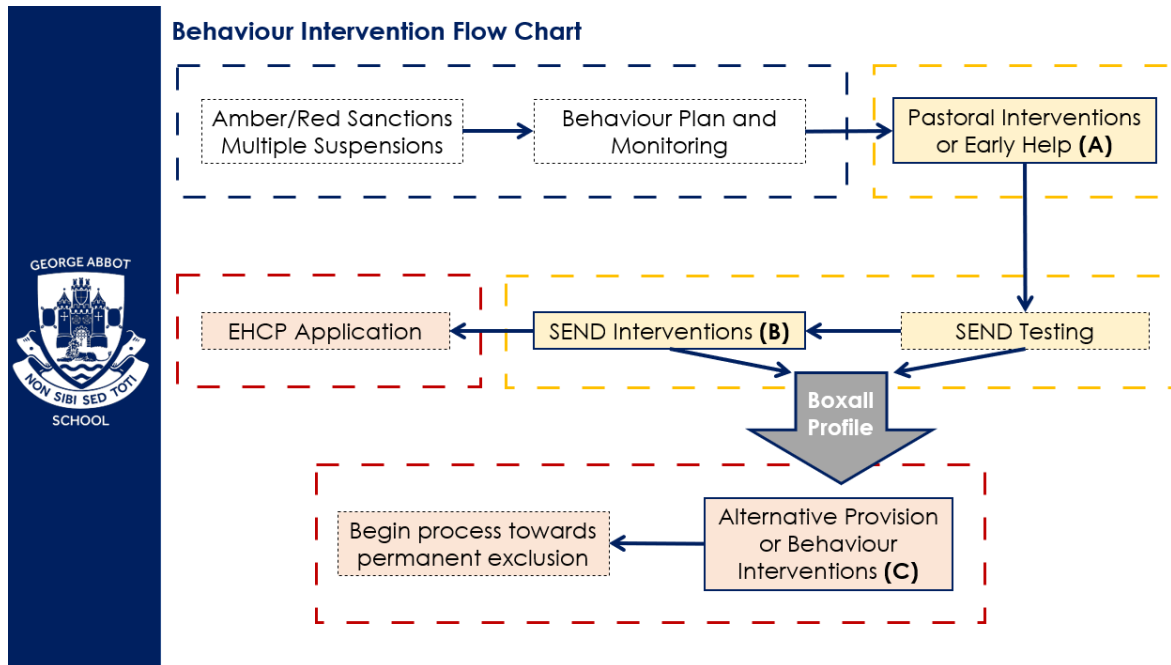 Behaviour Intervention Flow Chart
Amber/Red Sanctions
Multiple Suspensions
Behaviour Plan and
Monitoring
Pastoral Interventions
or Early Help (A)
GEORGE ABBOT
NON SIBI SED TOTI
SCHOOL
EHCP Application
SEND Interventions (B)
SEND Testing
Boxall
Profile
Begin process towards
permanent exclusion
Alternative Provision
or Behaviour
Interventions (C)